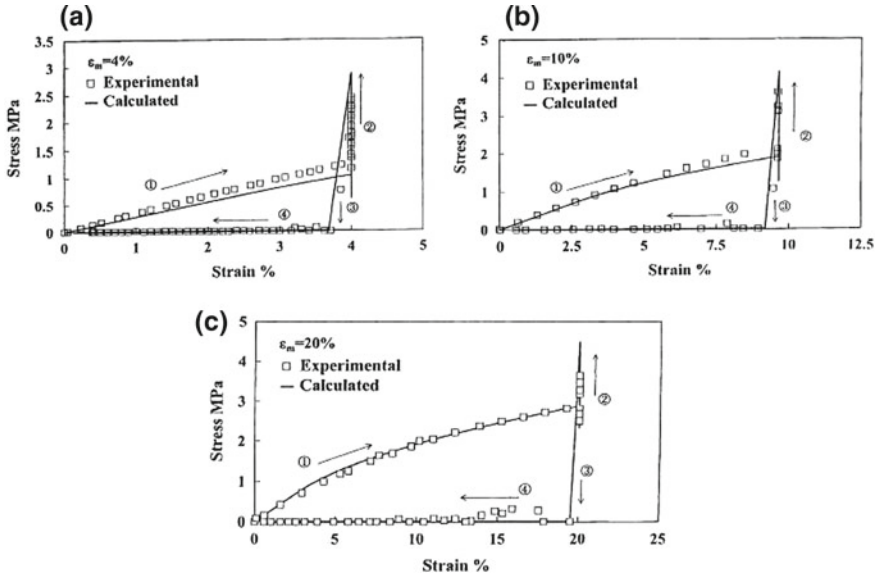 (a)
3.5
3
2.5
2
1.5
1
0.5
0
Stress MPa
εm=4%
Experimental
Calculated
①
②
③
④
0 1 2 3 4 5
Strain %
(b)
5
4
3
2
1
0
Stress MPa
εm=10%
Experimental
Calculated
①
②
③
④
0 2.5 5 7.5 10 12.5
Strain %
(c)
5
4
3
2
1
0
Stress MPa
εm=20%
Experimental
Calculated
①
②
③
④
0 5 10 15 20 25
Strain %